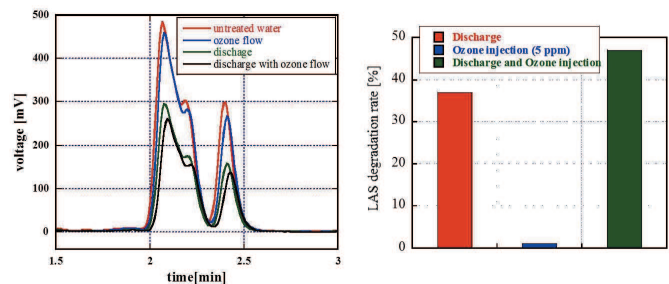 500
400
300
200
100
0
voltage [mV]
untreated water
ozone flow
dischage
discharge with ozone flow
1.5
2
2.5
3
time[min]
Discharge
Ozone injection (5 ppm)
Discharge and Ozone injection
LAS degradation rate [%]
50
40
30
20
10
0